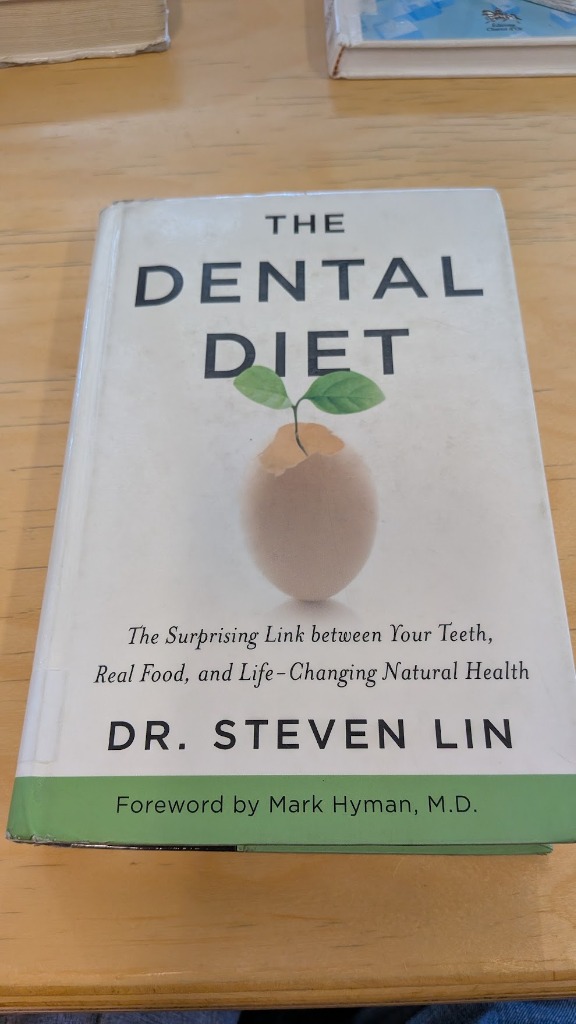 THE
DENTAL
DIET
The Surprising Link between Your Teeth,
Real Food, and Life-Changing Natural Health
DR. STEVEN LIN
Foreword by Mark Hyman, M.D.